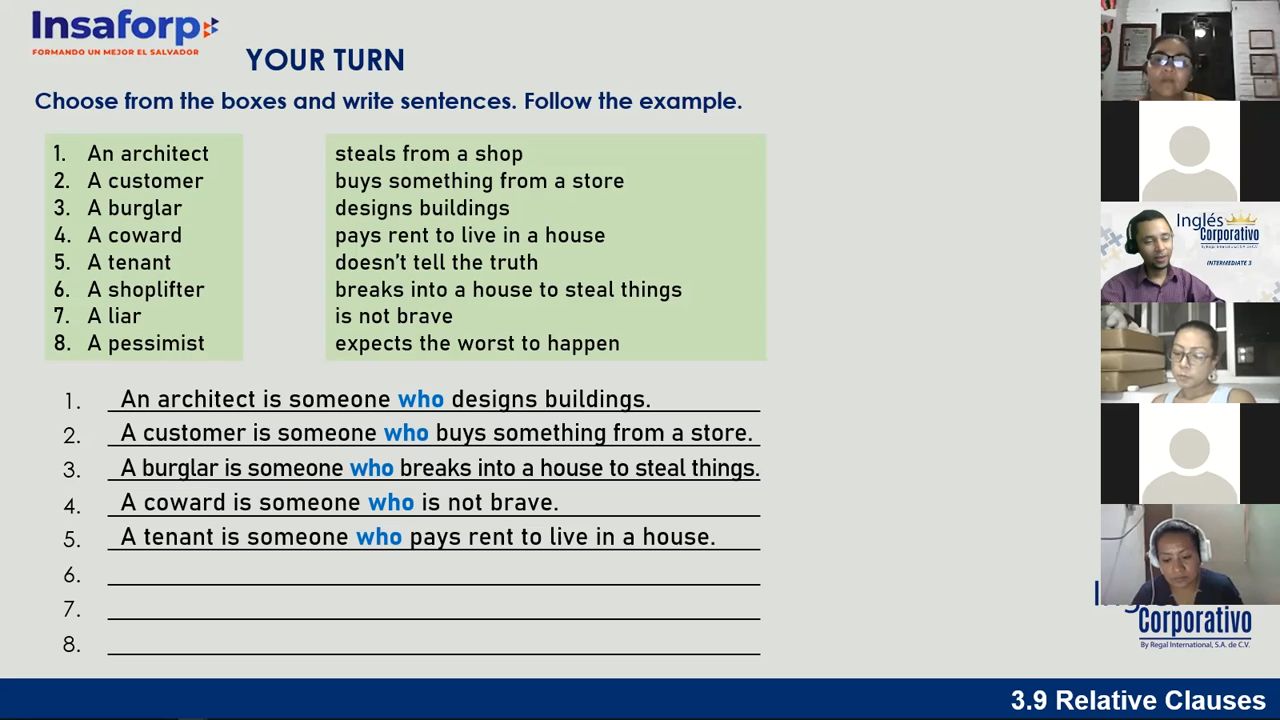 Insaforp
FORMANDO UN MEJOR EL SALVADOR
YOUR TURN
Choose from the boxes and write sentences. Follow the example.
1. An architect
2. A customer
3. A burglar
4. A coward
5. A tenant
6. A shoplifter
7. A liar
8. A pessimist
steals from a shop
buys something from a store
designs buildings
pays rent to live in a house
doesn't tell the truth
breaks into a house to steal things
is not brave
expects the worst to happen
1. An architect is someone who designs buildings.
2. A customer is someone who buys something from a store.
3. A burglar is someone who breaks into a house to steal things.
4. A coward is someone who is not brave.
5. A tenant is someone who pays rent to live in a house.
6.
7.
8.
Inglés
Corporativo
INTERMEDIATE 3
Corporativo
By Regal International, S.A. de C.V.
3.9 Relative Clauses